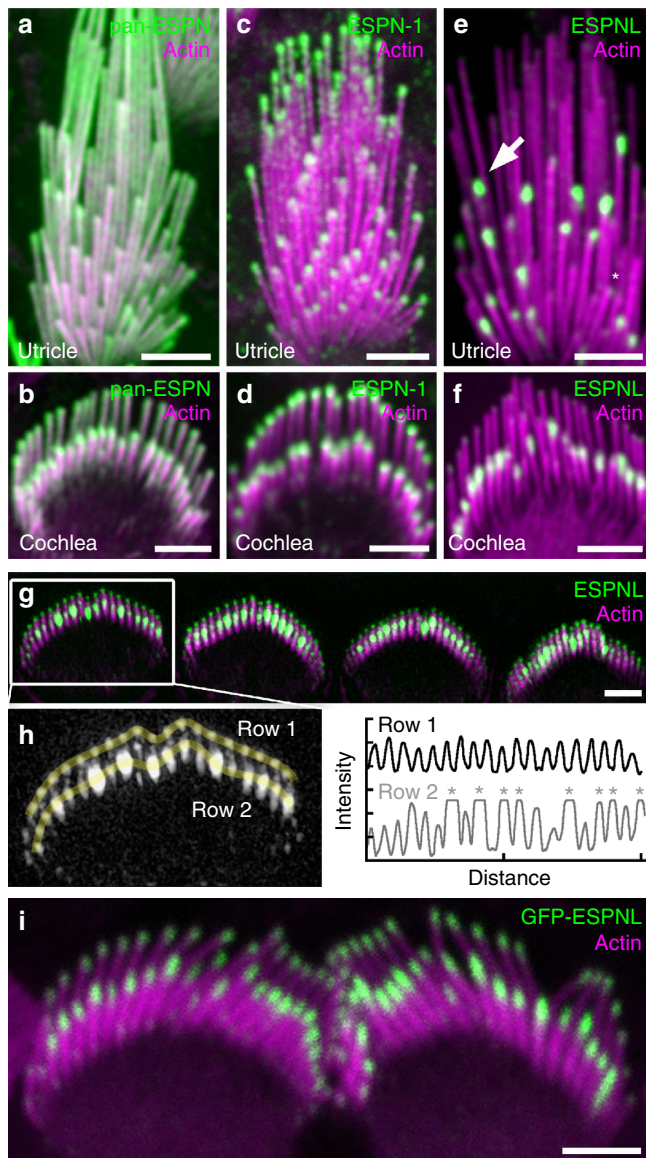 a
pan-ESPN
Actin
Utricle
c
ESPN-1
Actin
Utricle
e
ESPNL
Actin
*
Utricle
b
pan-ESPN
Actin
Cochlea
d
ESPN-1
Actin
Cochlea
f
ESPNL
Actin
Cochlea
g
ESPNL
Actin
h
Row 1
Row 2
Row 1
Row 2
* * * * * * * *
Intensity
Distance
i
GFP-ESPNL
Actin